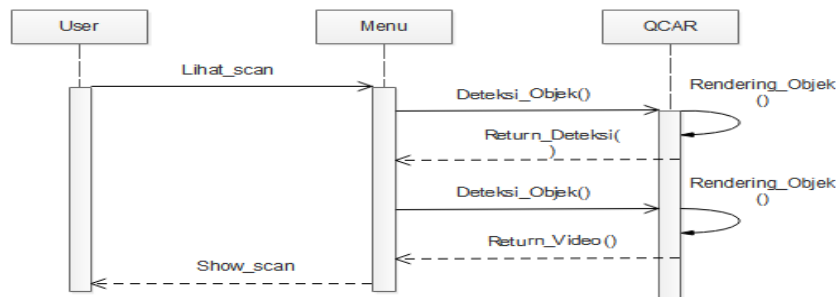 User
Menu
QCAR
Lihat_scan
Deteksi_Objek()
Rendering_Objek
()
Return_Deteksi(
)
Deteksi_Objek()
Rendering_Objek
()
Return_Video()
Show_scan